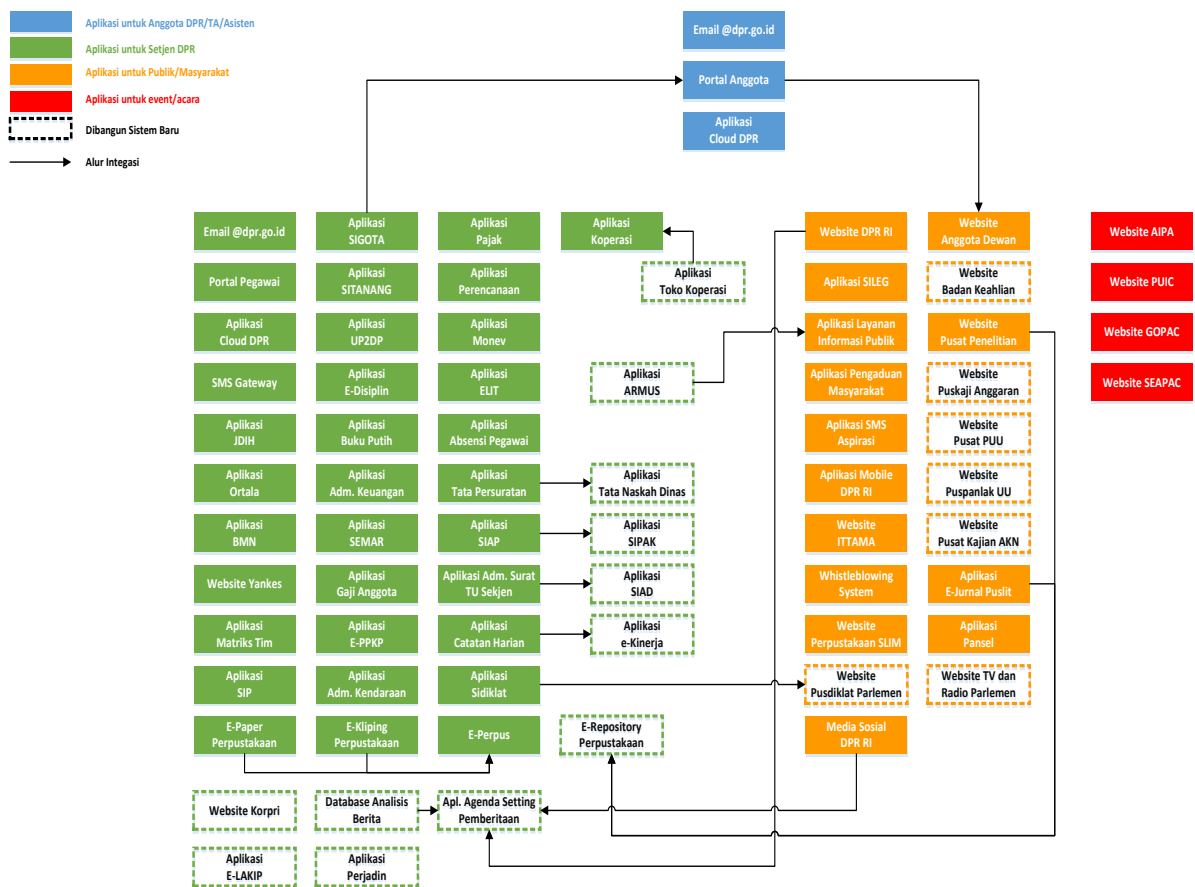 Aplikasi untuk Anggota DPR/TA/Asisten
Aplikasi untuk Setjen DPR
Aplikasi untuk Publik/Masyarakat
Aplikasi untuk event/acara
Dibangun Sistem Baru
Alur Integasi
Email @dpr.go.id
Portal Anggota
Aplikasi
Cloud DPR
Email @dpr.go.id
Portal Pegawai
Aplikasi
Cloud DPR
SMS Gateway
Aplikasi
JDIH
Aplikasi
Ortala
Aplikasi
BMN
Website Yankes
Aplikasi
Matriks Tim
Aplikasi
SIP
E-Paper
Perpustakaan
Website Korpri
Aplikasi
E-LAKIP
Aplikasi
SIGOTA
Aplikasi
SITANANG
Aplikasi
UP2DP
Aplikasi
E-Disiplin
Aplikasi
Buku Putih
Aplikasi
Adm. Keuangan
Aplikasi
SEMAR
Aplikasi
Gaji Anggota
Aplikasi
E-PPKP
Aplikasi
Adm. Kendaraan
E-Kliping
Perpustakaan
Database Analisis
Berita
Aplikasi
Perjadin
Aplikasi
Pajak
Aplikasi
Perencanaan
Aplikasi
Monev
Aplikasi
ELIT
Aplikasi
Absensi Pegawai
Aplikasi
Tata Persuratan
Aplikasi
SIAP
Aplikasi Adm. Surat
TU Sekjen
Aplikasi
Catatan Harian
Aplikasi
Sidiklat
E-Perpus
Apl. Agenda Setting
Pemberitaan
Aplikasi
Koperasi
Aplikasi
Toko Koperasi
Aplikasi
ARMUS
Aplikasi
Tata Naskah Dinas
Aplikasi
SIPAK
Aplikasi
SIAD
Aplikasi
e-Kinerja
E-Repository
Perpustakaan
Website DPR RI
Aplikasi SILEG
Aplikasi Layanan
Informasi Publik
Aplikasi Pengaduan
Masyarakat
Aplikasi SMS
Aspirasi
Aplikasi Mobile
DPR RI
Website
ITTAMA
Whistleblowing
System
Website
Perpustakaan SLIM
Website
Pusdiklat Parlemen
Media Sosial
DPR RI
Website
Anggota Dewan
Website
Badan Keahlian
Website
Pusat Penelitian
Website
Puskaji Anggaran
Website
Pusat PUU
Website
Puspanlak UU
Website
Pusat Kajian AKN
Aplikasi
E-Jurnal Puslit
Aplikasi
Pansel
Website TV dan
Radio Parlemen
Website AIPA
Website PUIC
Website GOPAC
Website SEAPAC